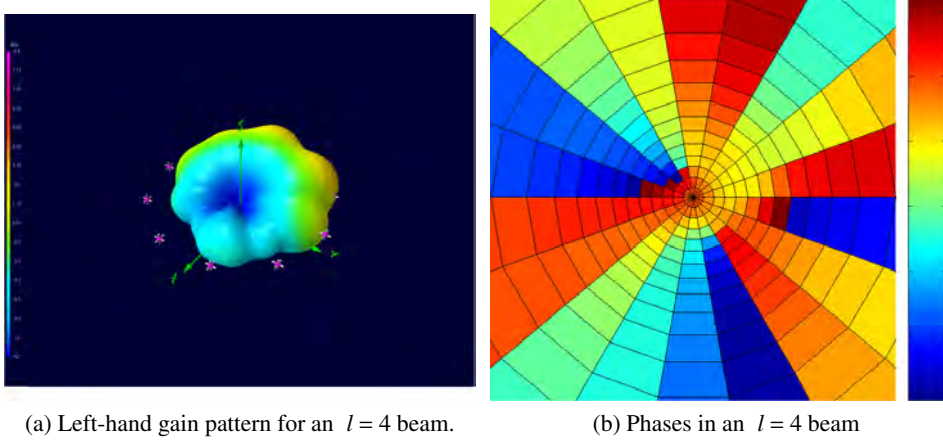 (a) Left-hand gain pattern for an l = 4 beam.
(b) Phases in an l = 4 beam